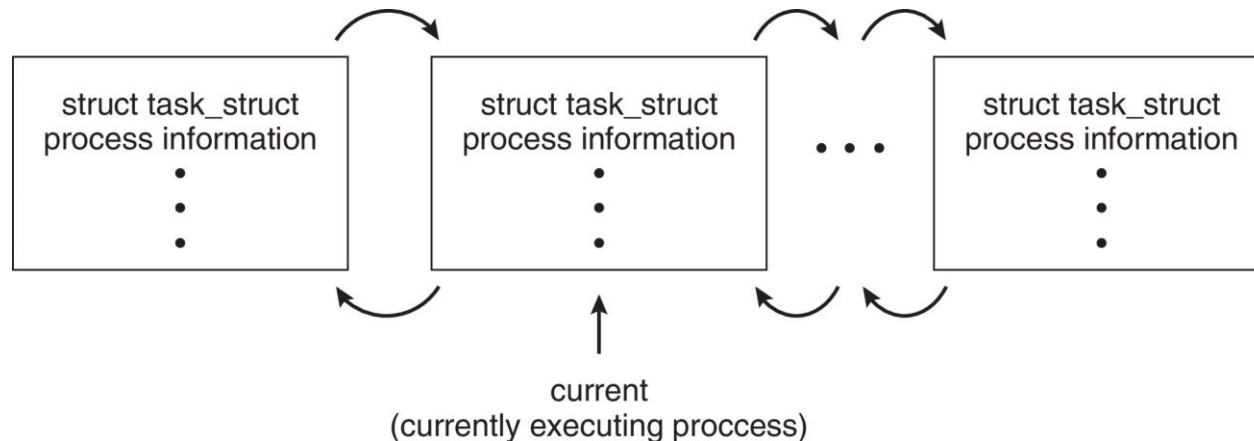 struct task_struct
process information
struct task_struct
process information
struct task_struct
process information
current
(currently executing proccess)